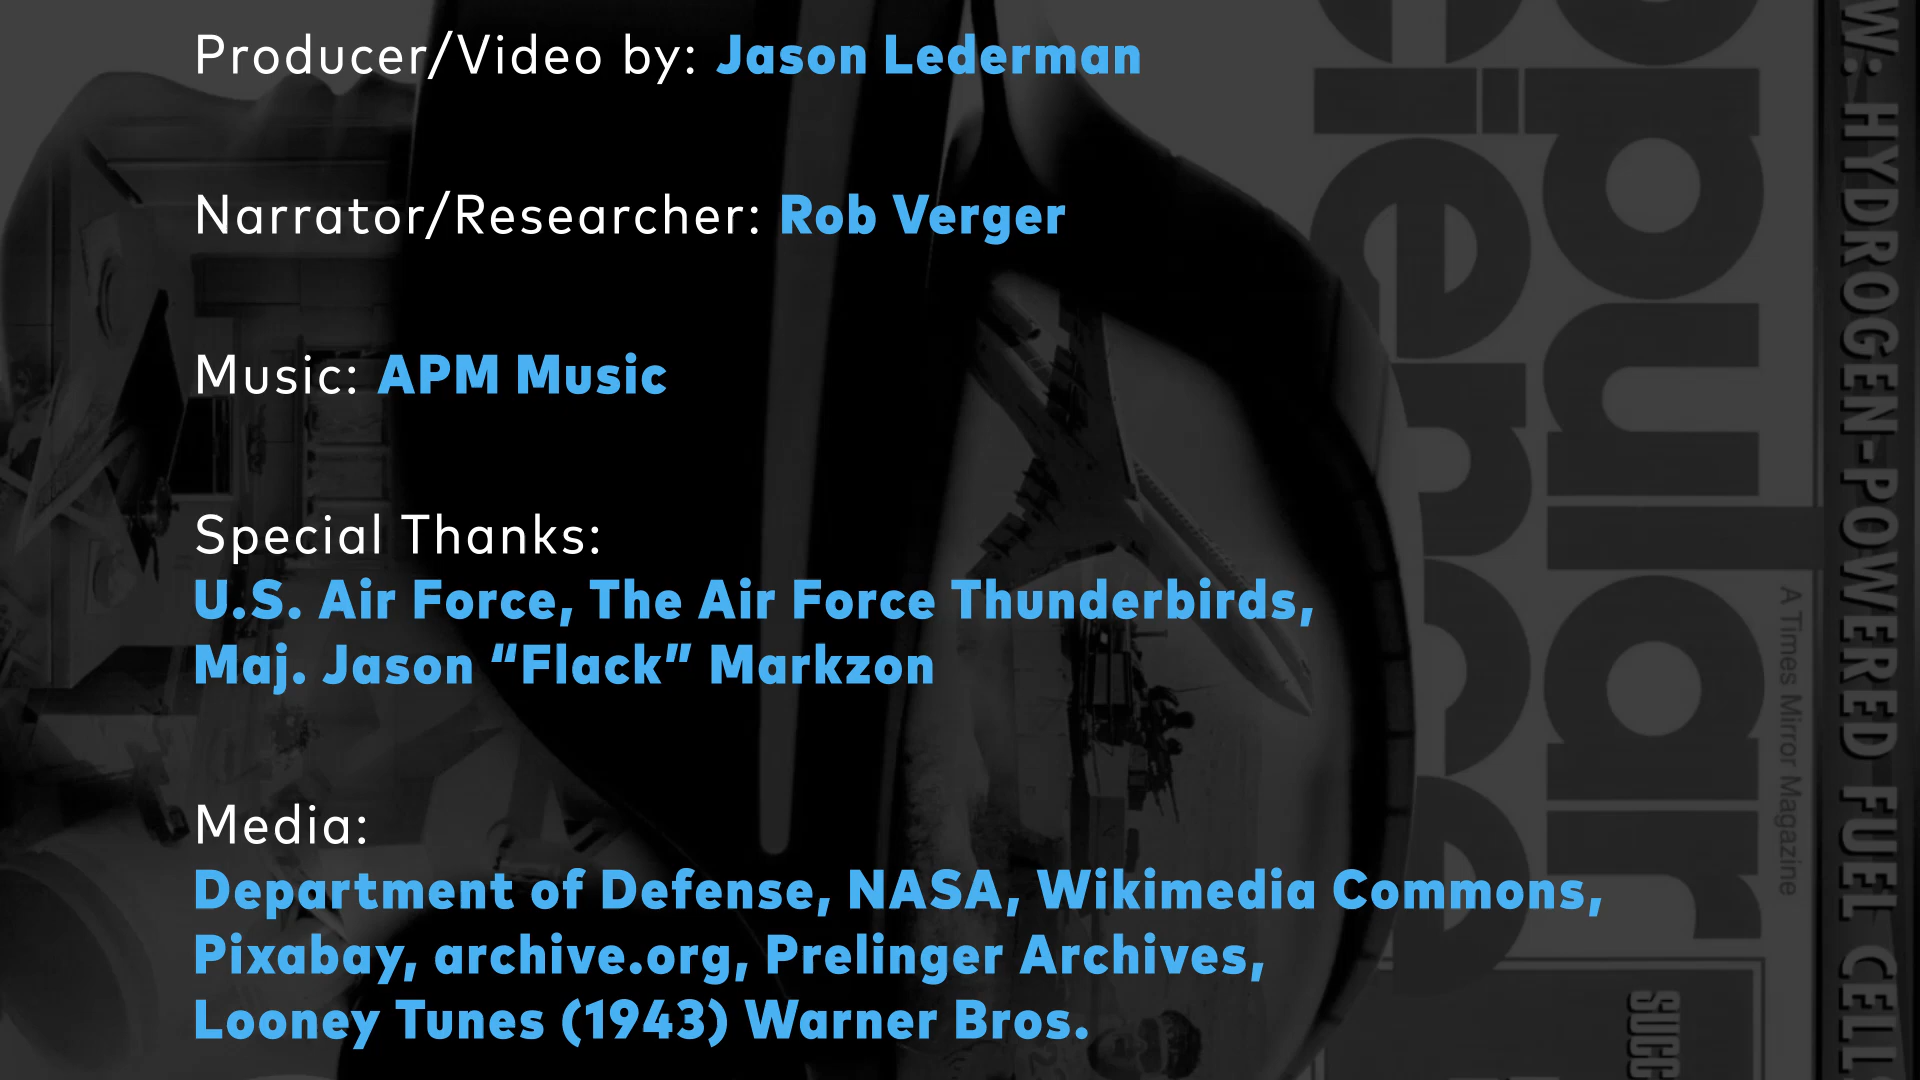 Producer/Video by: Jason Lederman
Narrator/Researcher: Rob Verger
Music: APM Music
Special Thanks:
U.S. Air Force, The Air Force Thunderbirds,
Maj. Jason “Flack” Markzon
Media:
Department of Defense, NASA, Wikimedia Commons,
Pixabay, archive.org, Prelinger Archives,
Looney Tunes (1943) Warner Bros.
Popular
A Times Mirror Magazine
HYDROGEN-POWERED FUEL CELL